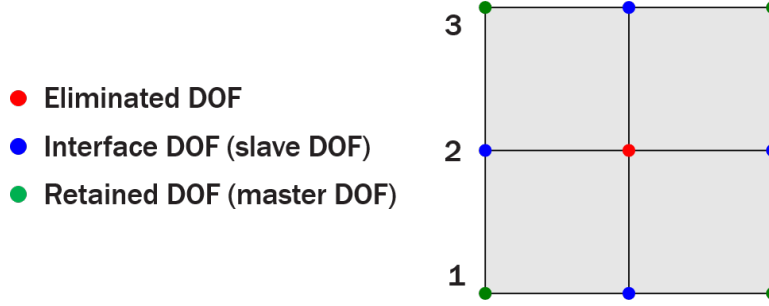 Eliminated DOF
Interface DOF (slave DOF)
Retained DOF (master DOF)
3
2
1